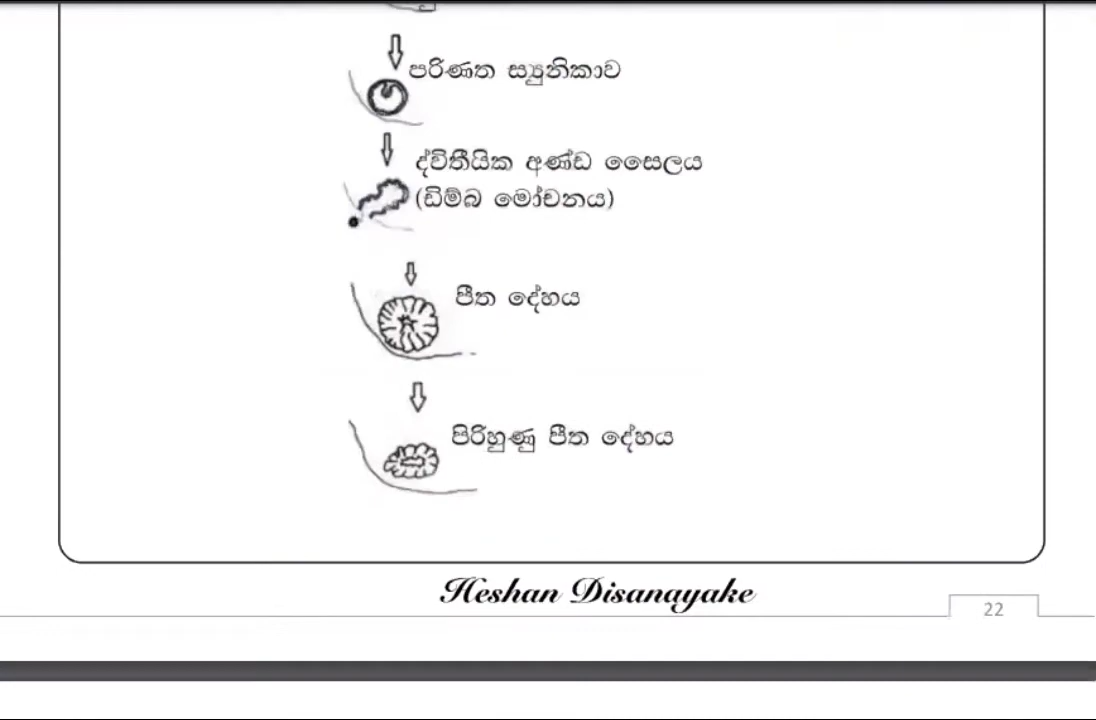 පරිණත ස්‍යුනිකාව
ද්විතීයික අණ්ඩ සෛලය
(ඩිම්බ මෝචනය)
පීත දේහය
පිරිහුණු පීත දේහය
Heshan Disanayake
22